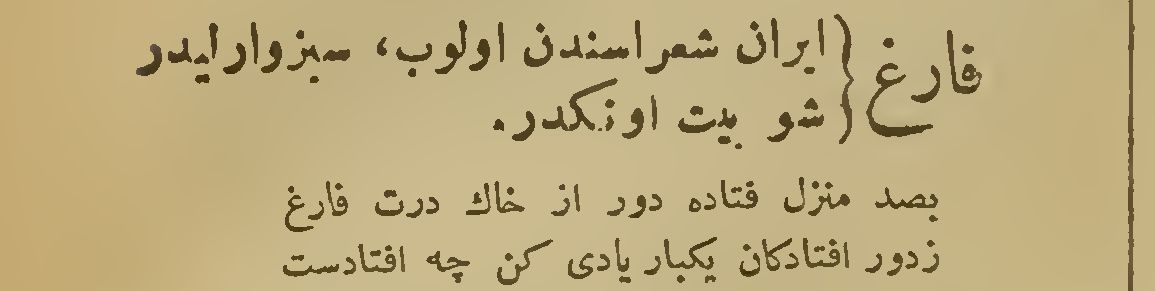 فارغ { ایران شعراسندن اولوب، سبزوارلیدر
شو بیت اونکدر.
بصد منزل فتاده دور از خاك درت فارغ
زدور افتادکان یکبار یادی کن چه افتادست